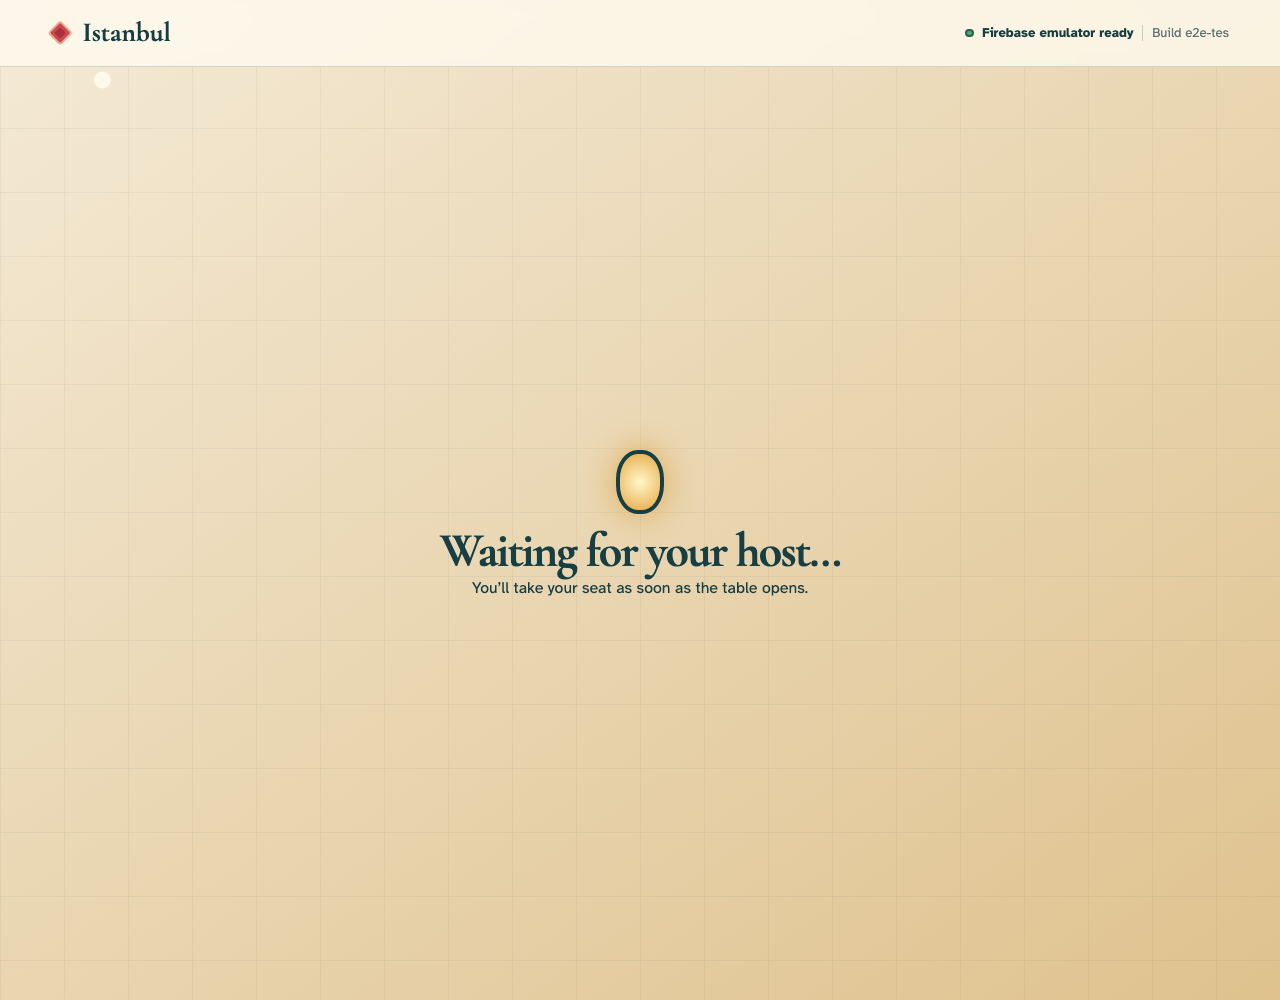 Istanbul
Firebase emulator ready
Build e2e-tes
Waiting for your host…
You’ll take your seat as soon as the table opens.